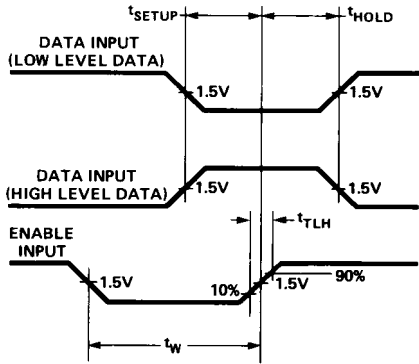 tSETUP
tHOLD
DATA INPUT
(LOW LEVEL DATA)
1.5V
1.5V
DATA INPUT
(HIGH LEVEL DATA)
1.5V
1.5V
tTLH
ENABLE
INPUT
1.5V
10%
1.5V
90%
tW